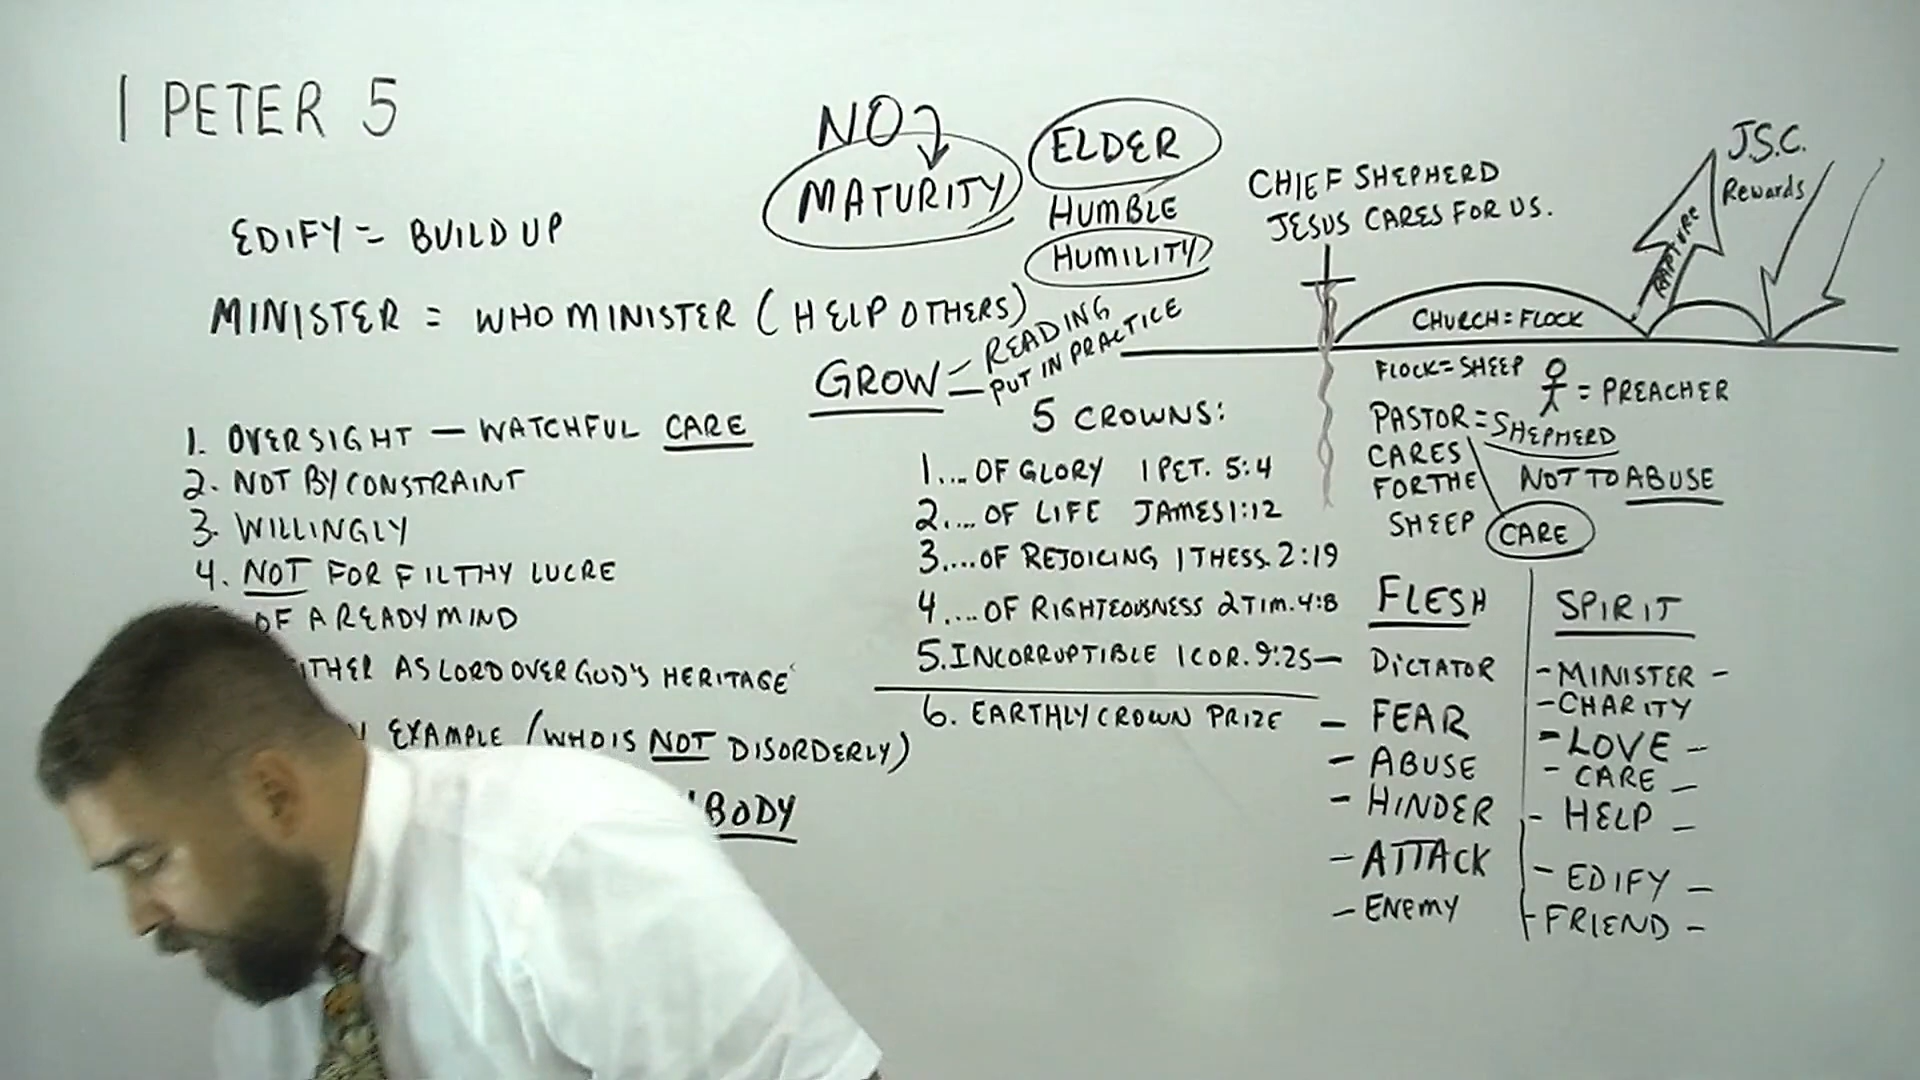 1 PETER 5
EDIFY = BUILD UP
MINISTER = WHO MINISTER (HELP OTHERS)
1. OVERSIGHT — WATCHFUL CARE
2. NOT BY CONSTRAINT
3. WILLINGLY
4. NOT FOR FILTHY LUCRE
OF A READY MIND
AS LORD OVER GOD'S HERITAGE
EXAMPLE (WHO IS NOT DISORDERLY)
BODY
NO
MATURITY
ELDER
HUMBLE
HUMILITY
GROW
— READING
— PUT IN PRACTICE
5 CROWNS:
1.... OF GLORY 1 PET. 5:4
2.... OF LIFE JAMES 1:12
3.... OF REJOICING 1 THESS. 2:19
4.... OF RIGHTEOUSNESS 2 TIM. 4:8
5. INCORRUPTIBLE 1 COR. 9:25
6. EARTHLY CROWN PRIZE
CHIEF SHEPHERD
JESUS CARES FOR US.
J.S.C.
Rewards
RAPTURE
CHURCH = FLOCK
FLOCK = SHEEP
= PREACHER
PASTOR = SHEPHERD
CARES
FOR THE
SHEEP
NOT TO ABUSE
CARE
FLESH
— DICTATOR
— FEAR
— ABUSE
— HINDER
— ATTACK
— ENEMY
SPIRIT
— MINISTER —
— CHARITY
— LOVE —
— CARE —
— HELP —
— EDIFY —
— FRIEND —